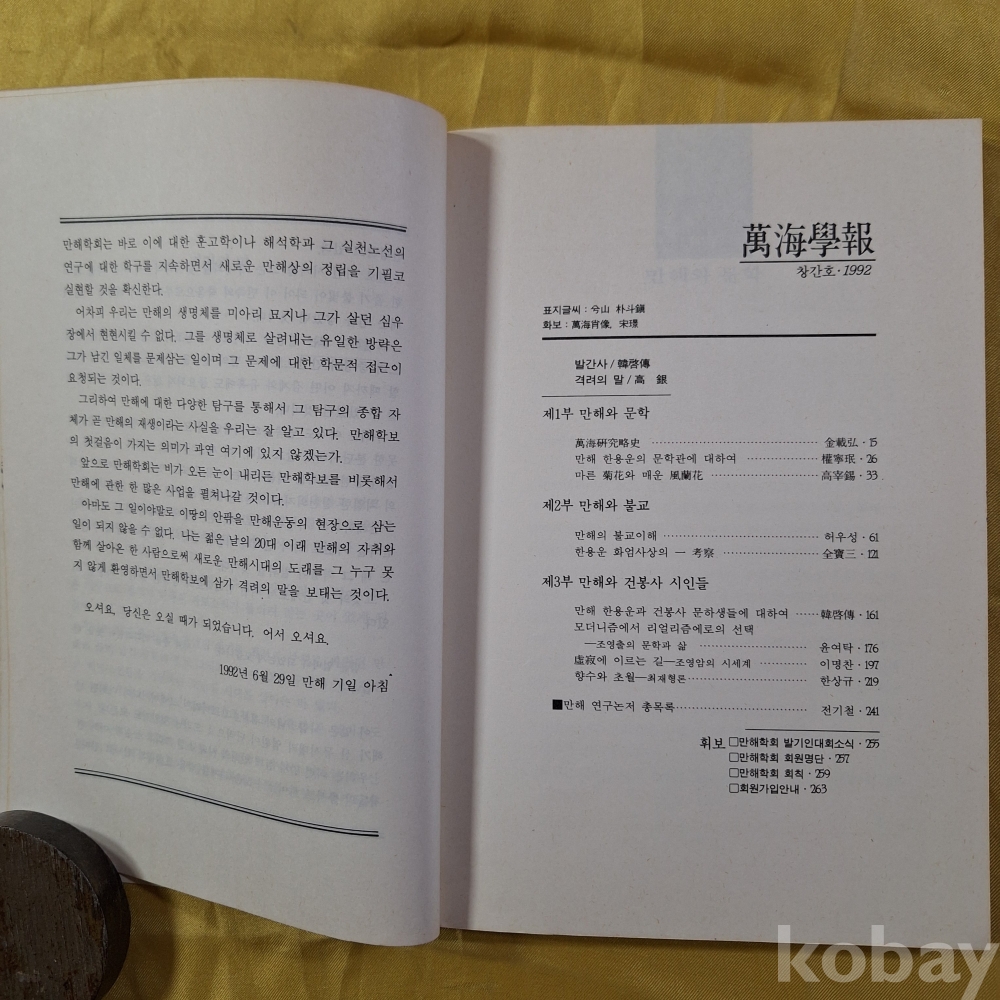 만해학회는 바로 이에 대한 훈고학이나 해석학과 그 실천노선의
연구에 대한 학구를 지속하면서 새로운 만해상의 정립을 기필코
실현할 것을 확신한다.
어차피 우리는 만해의 생명체를 미아리 묘지나 그가 살던 심우
장에서 현현시킬 수 없다. 그를 생명체로 살려내는 유일한 방략은
그가 남긴 일체를 문제삼는 일이며 그 문제에 대한 학문적 접근이
요청되는 것이다.
그리하여 만해에 대한 다양한 탐구를 통해서 그 탐구의 종합 자
체가 곧 만해의 재생이라는 사실을 우리는 잘 알고 있다. 만해학보
의 첫걸음이 가지는 의미가 과연 여기에 있지 않겠는가.
앞으로 만해학회는 비가 오든 눈이 내리든 만해학보를 비롯해서
만해에 관한 한 많은 사업을 펼쳐나갈 것이다.
아마도 그 일이야말로 이땅의 안팎을 만해운동의 현장으로 삼는
일이 되지 않을 수 없다. 나는 젊은 날의 20대 이래 만해의 자취와
함께 살아온 한 사람으로써 새로운 만해시대의 도래를 그 누구 못
지 않게 환영하면서 만해학보에 삼가 격려의 말을 보태는 것이다.
오셔요, 당신은 오실 때가 되었습니다. 어서 오셔요.
1992년 6월 29일 만해 기일 아침
萬海學報
창간호·1992
표지글씨 : 兮山 朴斗鎭
화보 : 萬海肖像, 宋璟
발간사 / 韓啓傳
격려의 말 / 高 銀
제1부 만해와 문학
萬海硏究略史 金載弘·15
만해 한용운의 문학관에 대하여 權寧珉·26
마른 菊花와 매운 風蘭花 高宰錫·33
제2부 만해와 불교
만해의 불교이해 허우성·61
한용운 화엄사상의 一 考察 全寶三·121
제3부 만해와 건봉사 시인들
만해 한용운과 건봉사 문하생들에 대하여 韓啓傳·161
모더니즘에서 리얼리즘에로의 선택
—조영출의 문학과 삶 윤여탁·176
虛寂에 이르는 길—조영암의 시세계 이명찬·197
향수와 초월—최재형론 한상규·219
■만해 연구논저 총목록 전기철·241
휘보 □만해학회 발기인대회소식·255
□만해학회 회원명단·257
□만해학회 회칙·259
□회원가입안내·263
kobay